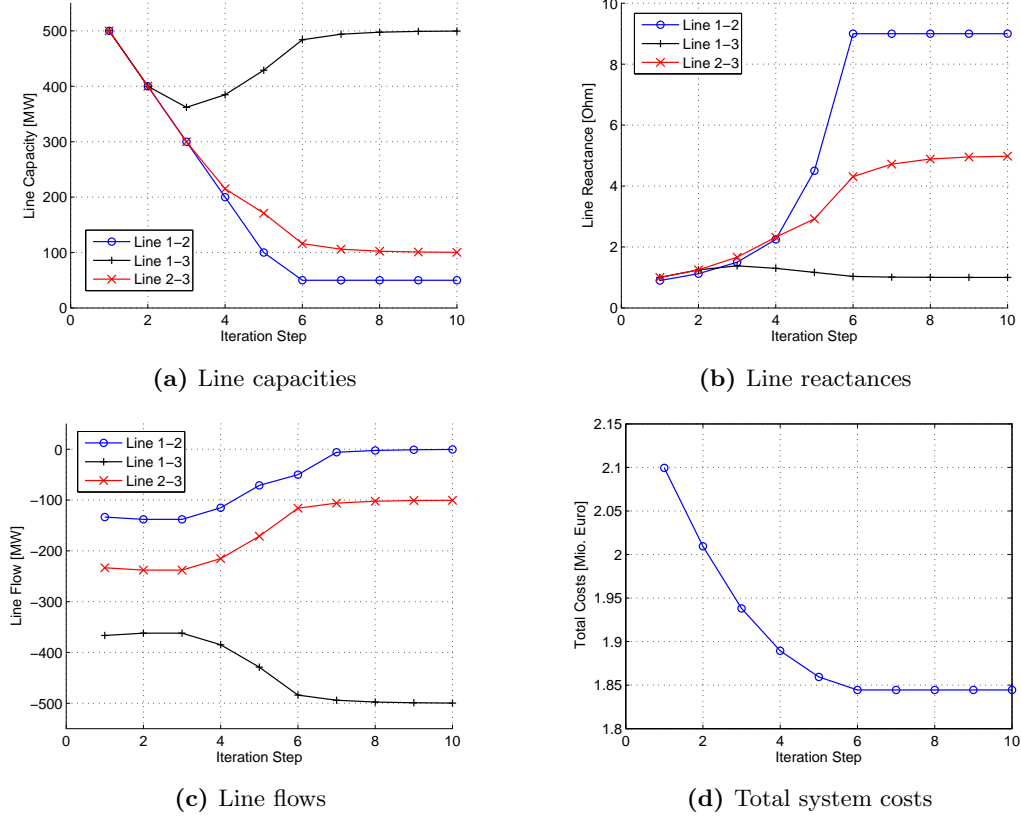 Line Capacity [MW]
500
400
300
200
100
0
Line 1−2
Line 1−3
Line 2−3
0 2 4 6 8 10
Iteration Step
(a) Line capacities
Line Reactance [Ohm]
10
8
6
4
2
0
Line 1−2
Line 1−3
Line 2−3
0 2 4 6 8 10
Iteration Step
(b) Line reactances
Line Flow [MW]
0
−100
−200
−300
−400
−500
Line 1−2
Line 1−3
Line 2−3
0 2 4 6 8 10
Iteration Step
(c) Line flows
Total Costs [Mio. Euro]
2.15
2.1
2.05
2
1.95
1.9
1.85
1.8
0 2 4 6 8 10
Iteration Step
(d) Total system costs